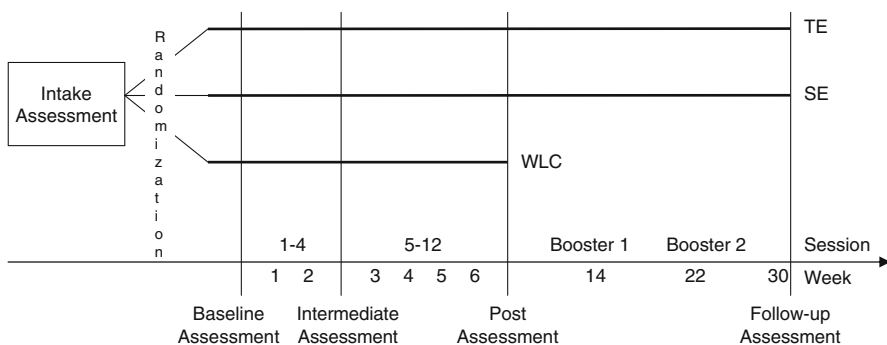 Intake
Assessment
Randomization
TE
SE
WLC
1-4 5-12 Booster 1 Booster 2 Session
1 2 3 4 5 6 14 22 30 Week
Baseline Intermediate Post Follow-up
Assessment Assessment Assessment Assessment